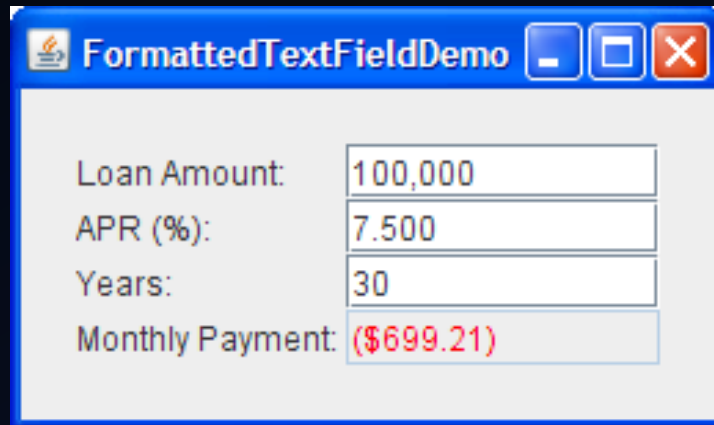 FormattedTextFieldDemo
Loan Amount: 100,000
APR (%): 7.500
Years: 30
Monthly Payment: ($699.21)